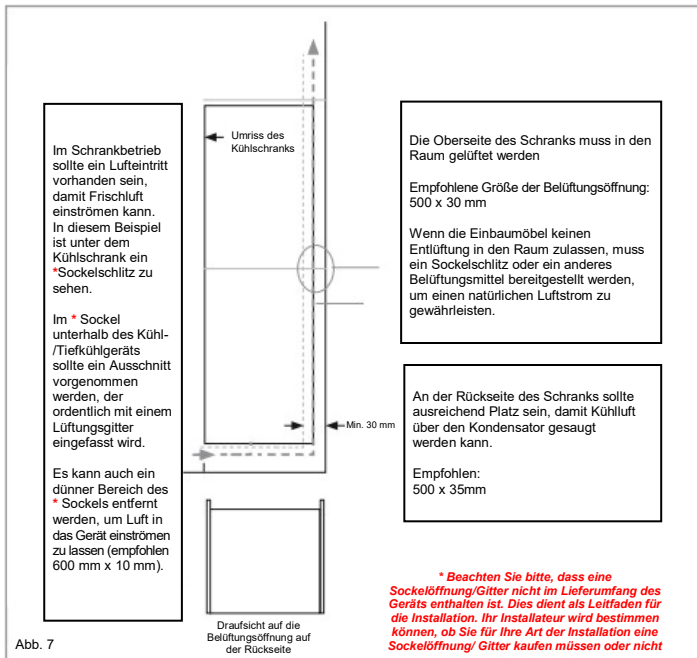 Im Schrankbetrieb
sollte ein Lufteintritt
vorhanden sein,
damit Frischluft
einströmen kann.
In diesem Beispiel
ist unter dem
Kühlschrank ein
*Sockelschlitz zu
sehen.
Im * Sockel
unterhalb des Kühl-
/Tiefkühlgeräts
sollte ein Ausschnitt
vorgenommen
werden, der
ordentlich mit einem
Lüftungsgitter
eingefasst wird.
Es kann auch ein
dünner Bereich des
* Sockels entfernt
werden, um Luft in
das Gerät einströmen
zu lassen (empfohlen
600 mm x 10 mm).
Umriss des
Kühlschranks
Min. 30 mm
Die Oberseite des Schranks muss in den
Raum gelüftet werden
Empfohlene Größe der Belüftungsöffnung:
500 x 30 mm
Wenn die Einbaumöbel keinen
Entlüftung in den Raum zulassen, muss
ein Sockelschlitz oder ein anderes
Belüftungsmittel bereitgestellt werden,
um einen natürlichen Luftstrom zu
gewährleisten.
An der Rückseite des Schranks sollte
ausreichend Platz sein, damit Kühlluft
über den Kondensator gesaugt
werden kann.
Empfohlen:
500 x 35mm
* Beachten Sie bitte, dass eine
Sockelöffnung/Gitter nicht im Lieferumfang des
Geräts enthalten ist. Dies dient als Leitfaden für
die Installation. Ihr Installateur wird bestimmen
können, ob Sie für Ihre Art der Installation eine
Sockelöffnung/ Gitter kaufen müssen oder nicht
Draufsicht auf die
Belüftungsöffnung auf
der Rückseite
Abb. 7